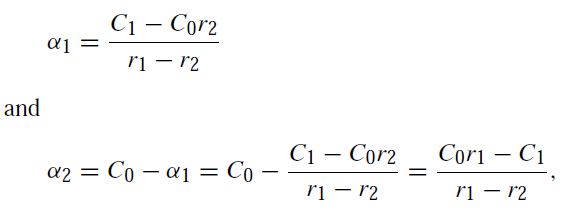 α₁ = (C₁ − C₀r₂) / (r₁ − r₂)
and
α₂ = C₀ − α₁ = C₀ − (C₁ − C₀r₂) / (r₁ − r₂) = (C₀r₁ − C₁) / (r₁ − r₂),